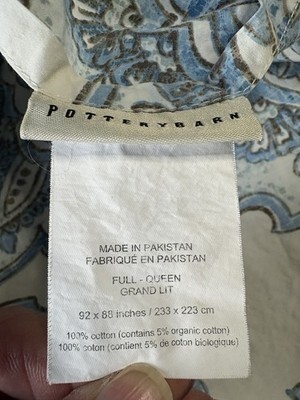 POTTERYBARN
MADE IN PAKISTAN
FABRIQUÉ EN PAKISTAN
FULL - QUEEN
GRAND LIT
92 x 88 inches / 233 x 223 cm
100% cotton (contains 5% organic cotton)
100% coton (contient 5% de coton biologique)